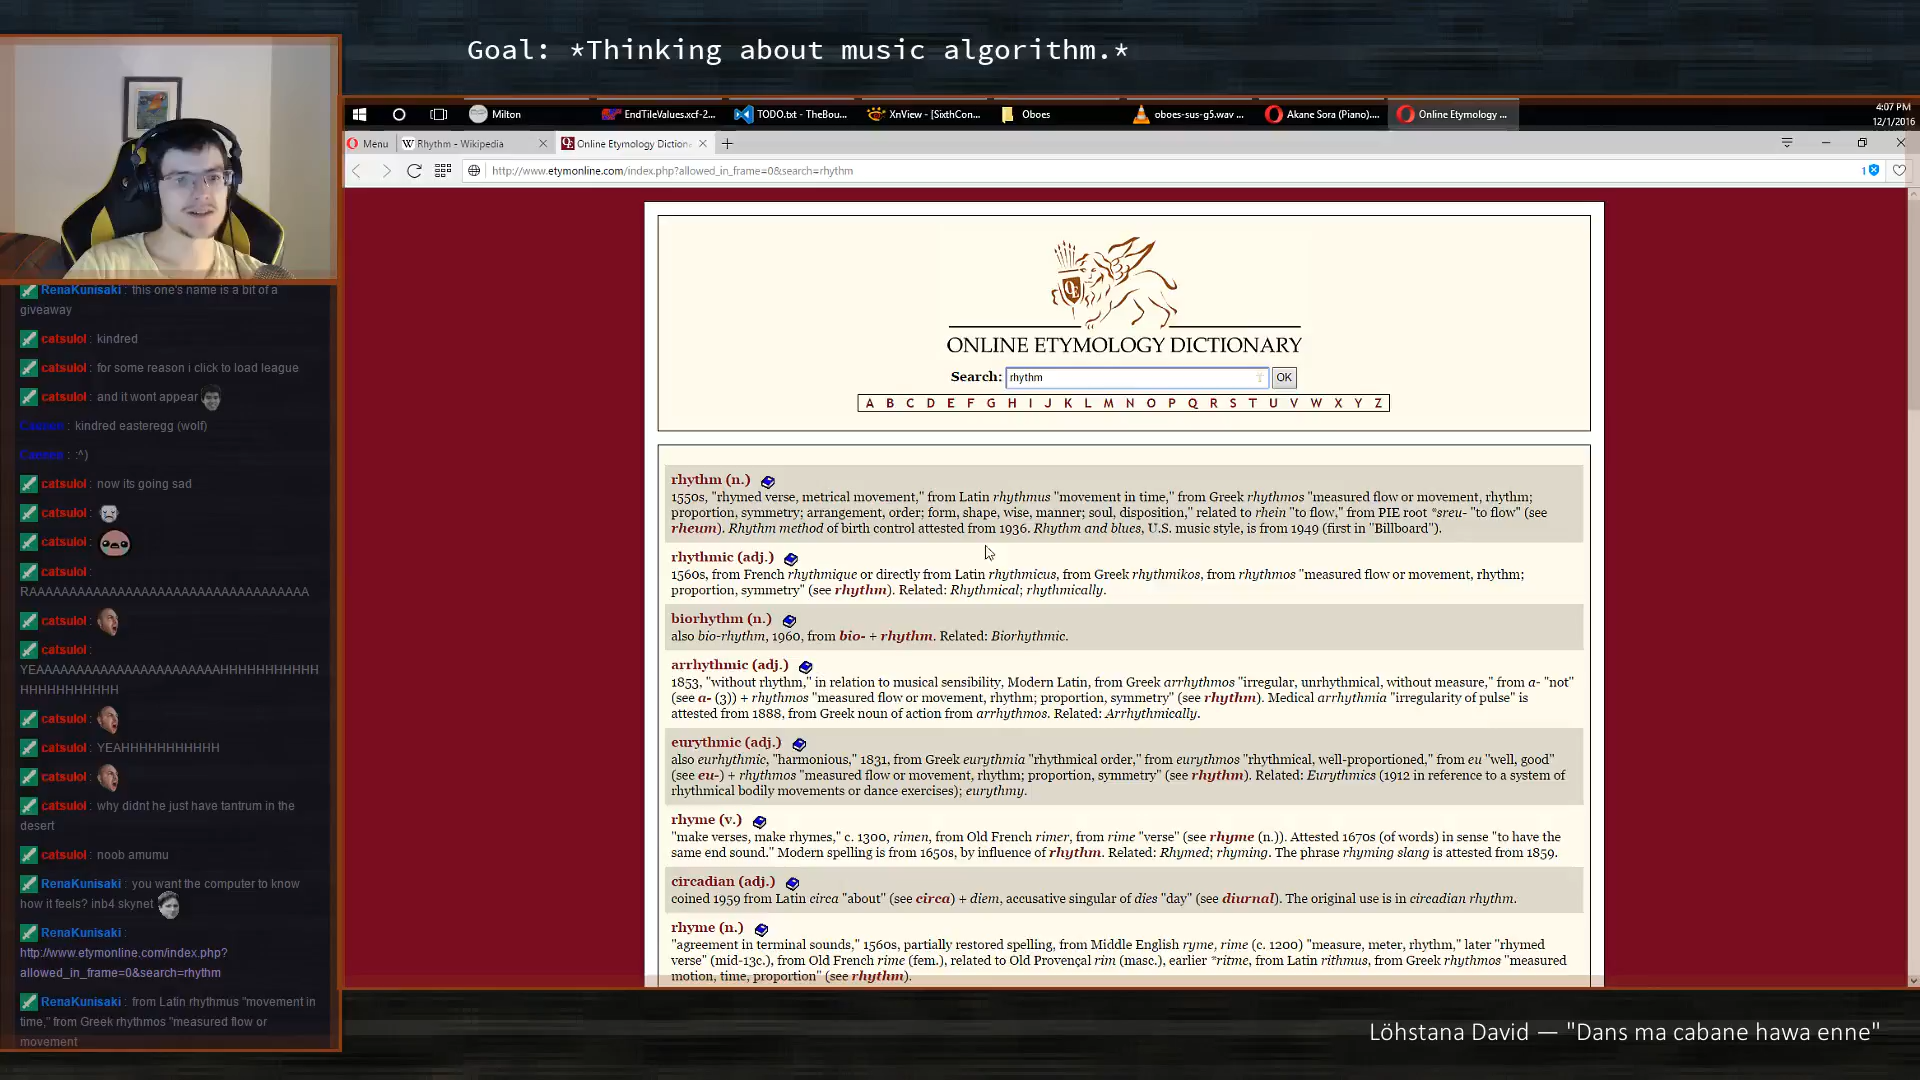 Goal: *Thinking about music algorithm.*
Milton
EndTileValues.xcf-2...
TODO.txt - TheBou...
XnView - [SixthCon...
Oboes
oboes-sus-g5.wav ...
Akane Sora (Piano)....
Online Etymology ...
4:07 PM
12/1/2016
Menu
Rhythm - Wikipedia
Online Etymology Diction
http://www.etymonline.com/index.php?allowed_in_frame=0&search=rhythm
1
ONLINE ETYMOLOGY DICTIONARY
Search: rhythm OK
A B C D E F G H I J K L M N O P Q R S T U V W X Y Z
rhythm (n.)
1550s, "rhymed verse, metrical movement," from Latin rhythmus "movement in time," from Greek rhythmos "measured flow or movement, rhythm;
proportion, symmetry; arrangement, order; form, shape, wise, manner; soul, disposition," related to rhein "to flow," from PIE root *sreu- "to flow" (see
rheum). Rhythm method of birth control attested from 1936. Rhythm and blues, U.S. music style, is from 1949 (first in "Billboard").
rhythmic (adj.)
1560s, from French rhythmique or directly from Latin rhythmicus, from Greek rhythmikos, from rhythmos "measured flow or movement, rhythm;
proportion, symmetry" (see rhythm). Related: Rhythmical; rhythmically.
biorhythm (n.)
also bio-rhythm, 1960, from bio- + rhythm. Related: Biorhythmic.
arrhythmic (adj.)
1853, "without rhythm," in relation to musical sensibility, Modern Latin, from Greek arrhythmos "irregular, unrhythmical, without measure," from a- "not"
(see a- (3)) + rhythmos "measured flow or movement, rhythm; proportion, symmetry" (see rhythm). Medical arrhythmia "irregularity of pulse" is
attested from 1888, from Greek noun of action from arrhythmos. Related: Arrhythmically.
eurythmic (adj.)
also eurhythmic, "harmonious," 1831, from Greek eurythmia "rhythmical order," from eurythmos "rhythmical, well-proportioned," from eu "well, good"
(see eu-) + rhythmos "measured flow or movement, rhythm; proportion, symmetry" (see rhythm). Related: Eurythmics (1912 in reference to a system of
rhythmical bodily movements or dance exercises); eurythmy.
rhyme (v.)
"make verses, make rhymes," c. 1300, rimen, from Old French rimer, from rime "verse" (see rhyme (n.)). Attested 1670s (of words) in sense "to have the
same end sound." Modern spelling is from 1650s, by influence of rhythm. Related: Rhymed; rhyming. The phrase rhyming slang is attested from 1859.
circadian (adj.)
coined 1959 from Latin circa "about" (see circa) + diem, accusative singular of dies "day" (see diurnal). The original use is in circadian rhythm.
rhyme (n.)
"agreement in terminal sounds," 1560s, partially restored spelling, from Middle English ryme, rime (c. 1200) "measure, meter, rhythm," later "rhymed
verse" (mid-13c.), from Old French rime (fem.), related to Old Provençal rim (masc.), earlier *ritme, from Latin rithmus, from Greek rhythmos "measured
motion, time, proportion" (see rhythm).
RenaKunisaki: this one's name is a bit of a
giveaway
catsulol: kindred
catsulol: for some reason i click to load league
catsulol: and it wont appear
: kindred easteregg (wolf)
: :^)
catsulol: now its going sad
catsulol:
catsulol:
catsulol:
RAAAAAAAAAAAAAAAAAAAAAAAAAAAAAAAAAA
catsulol:
catsulol:
YEAAAAAAAAAAAAAAAAAAAAAAAHHHHHHHHHHHH
HHHHHHHHHHHH
catsulol:
catsulol: YEAHHHHHHHHHHH
catsulol:
catsulol: why didnt he just have tantrum in the
desert
catsulol: noob amumu
RenaKunisaki: you want the computer to know
how it feels? inb4 skynet
RenaKunisaki:
http://www.etymonline.com/index.php?
allowed_in_frame=0&search=rhythm
RenaKunisaki: from Latin rhythmus "movement in
time," from Greek rhythmos "measured flow or
movement
Löhstana David — "Dans ma cabane hawa enne"